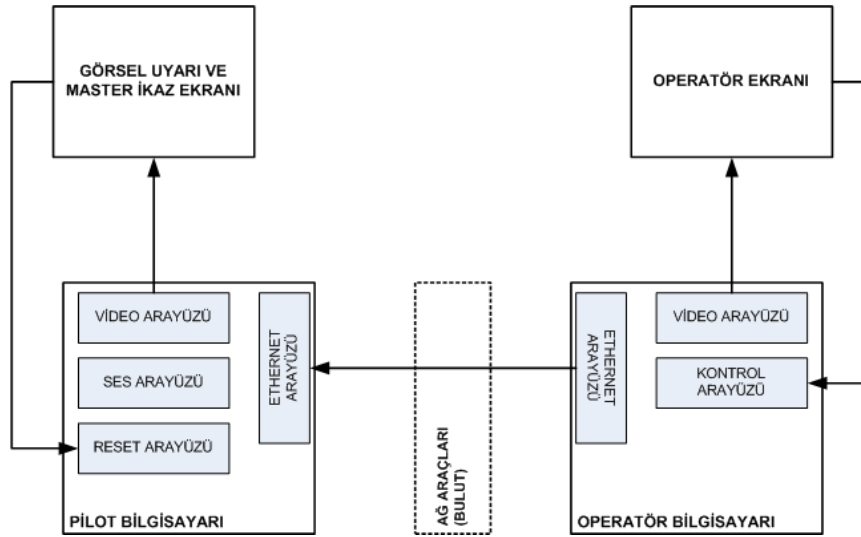 GÖRSEL UYARI VE
MASTER İKAZ EKRANI
OPERATÖR EKRANI
VİDEO ARAYÜZÜ
SES ARAYÜZÜ
RESET ARAYÜZÜ
ETHERNET
ARAYÜZÜ
PİLOT BİLGİSAYARI
AĞ ARAÇLARI
(BULUT)
ETHERNET
ARAYÜZÜ
VİDEO ARAYÜZÜ
KONTROL
ARAYÜZÜ
OPERATÖR BİLGİSAYARI